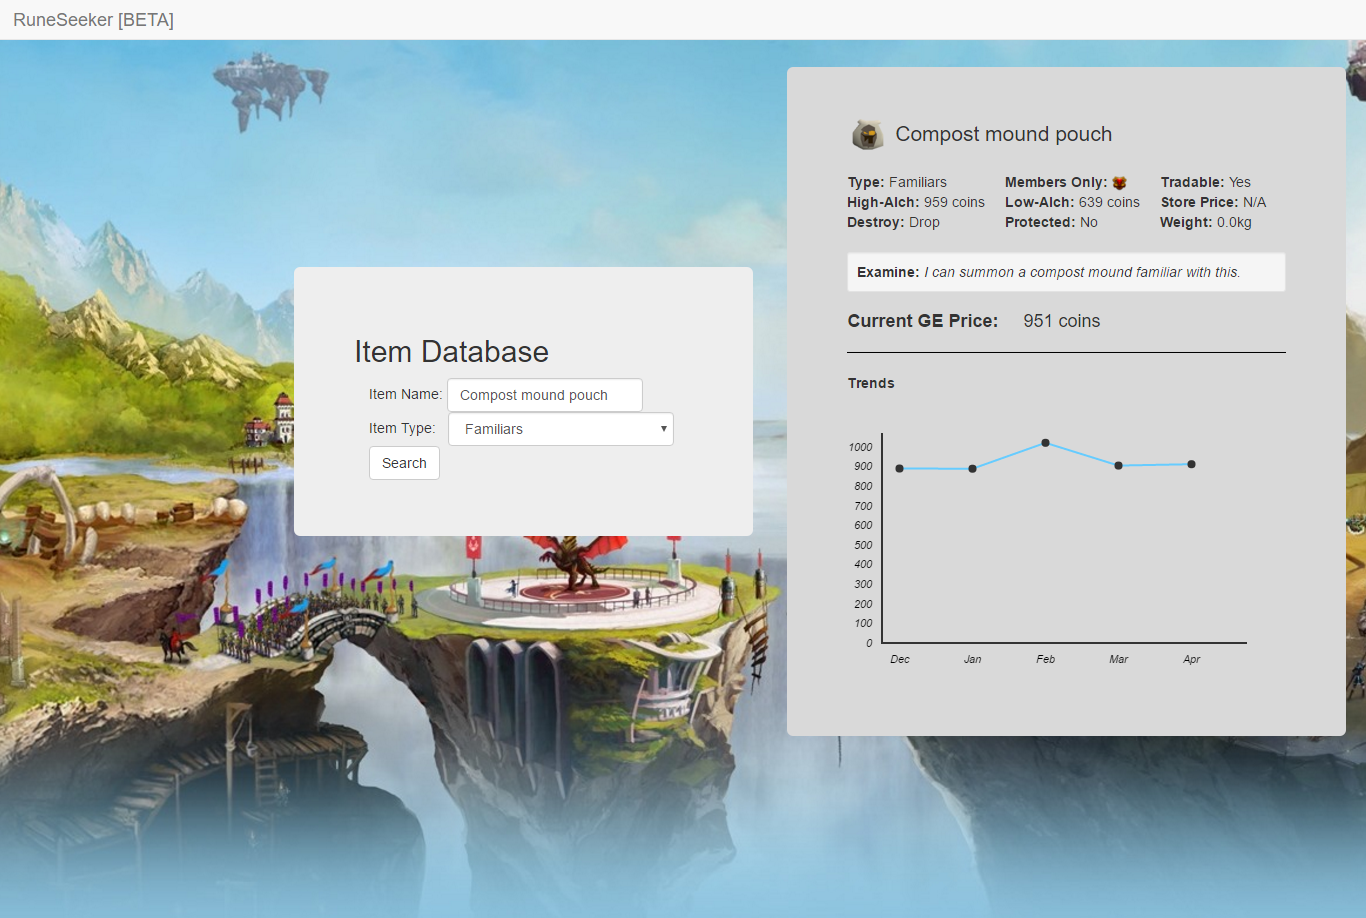 RuneSeeker [BETA]
Item Database
Item Name: Compost mound pouch
Item Type: Familiars
Search
Compost mound pouch
Type: Familiars Members Only: Tradable: Yes
High-Alch: 959 coins Low-Alch: 639 coins Store Price: N/A
Destroy: Drop Protected: No Weight: 0.0kg
Examine: I can summon a compost mound familiar with this.
Current GE Price: 951 coins
Trends
1000
900
800
700
600
500
400
300
200
100
0
Dec Jan Feb Mar Apr